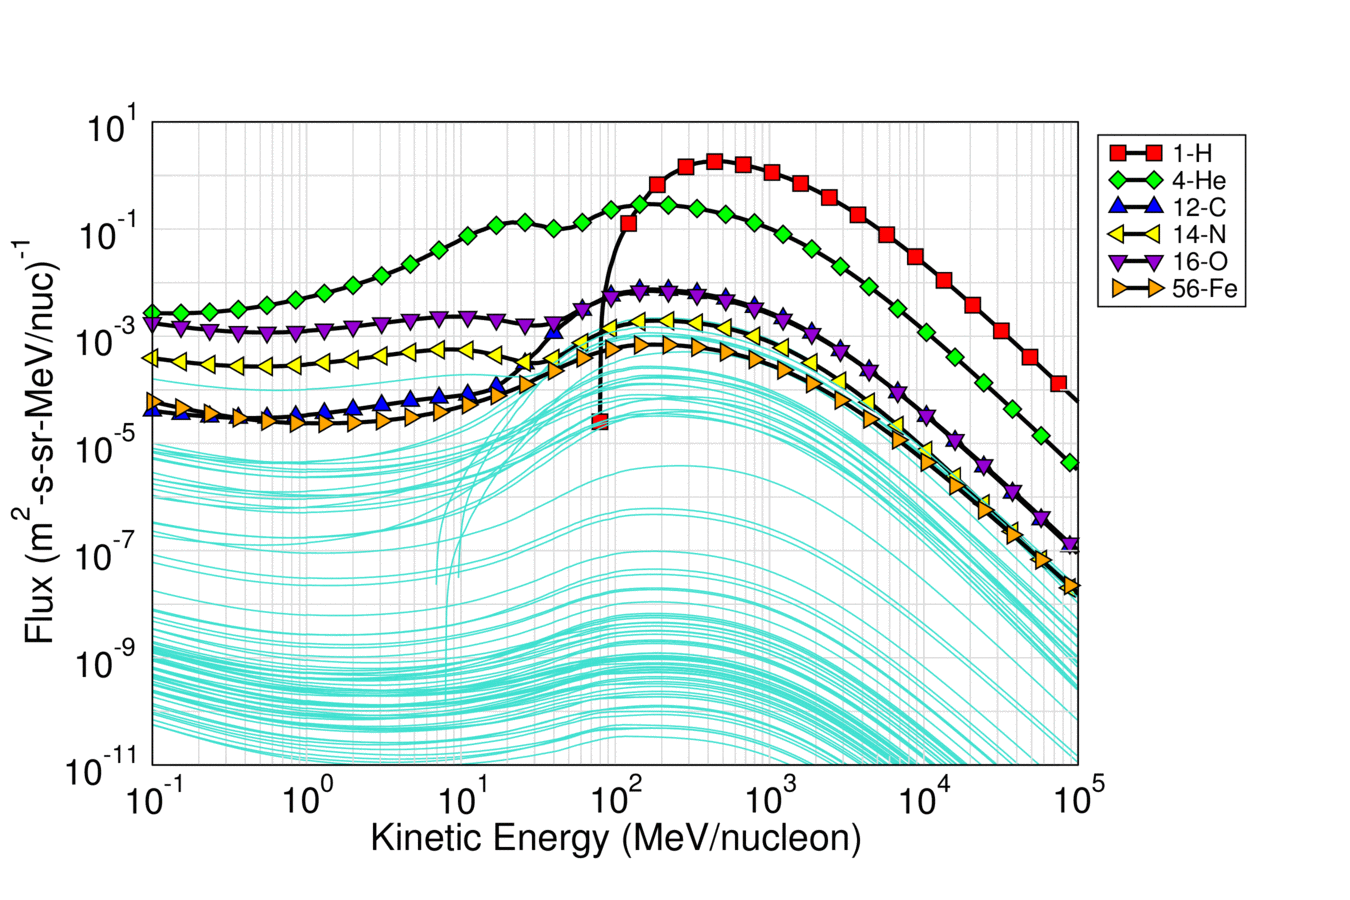 10^1
10^-1
10^-3
10^-5
10^-7
10^-9
10^-11
Flux (m^2-s-sr-MeV/nuc)^-1
10^-1 10^0 10^1 10^2 10^3 10^4 10^5
Kinetic Energy (MeV/nucleon)
1-H
4-He
12-C
14-N
16-O
56-Fe